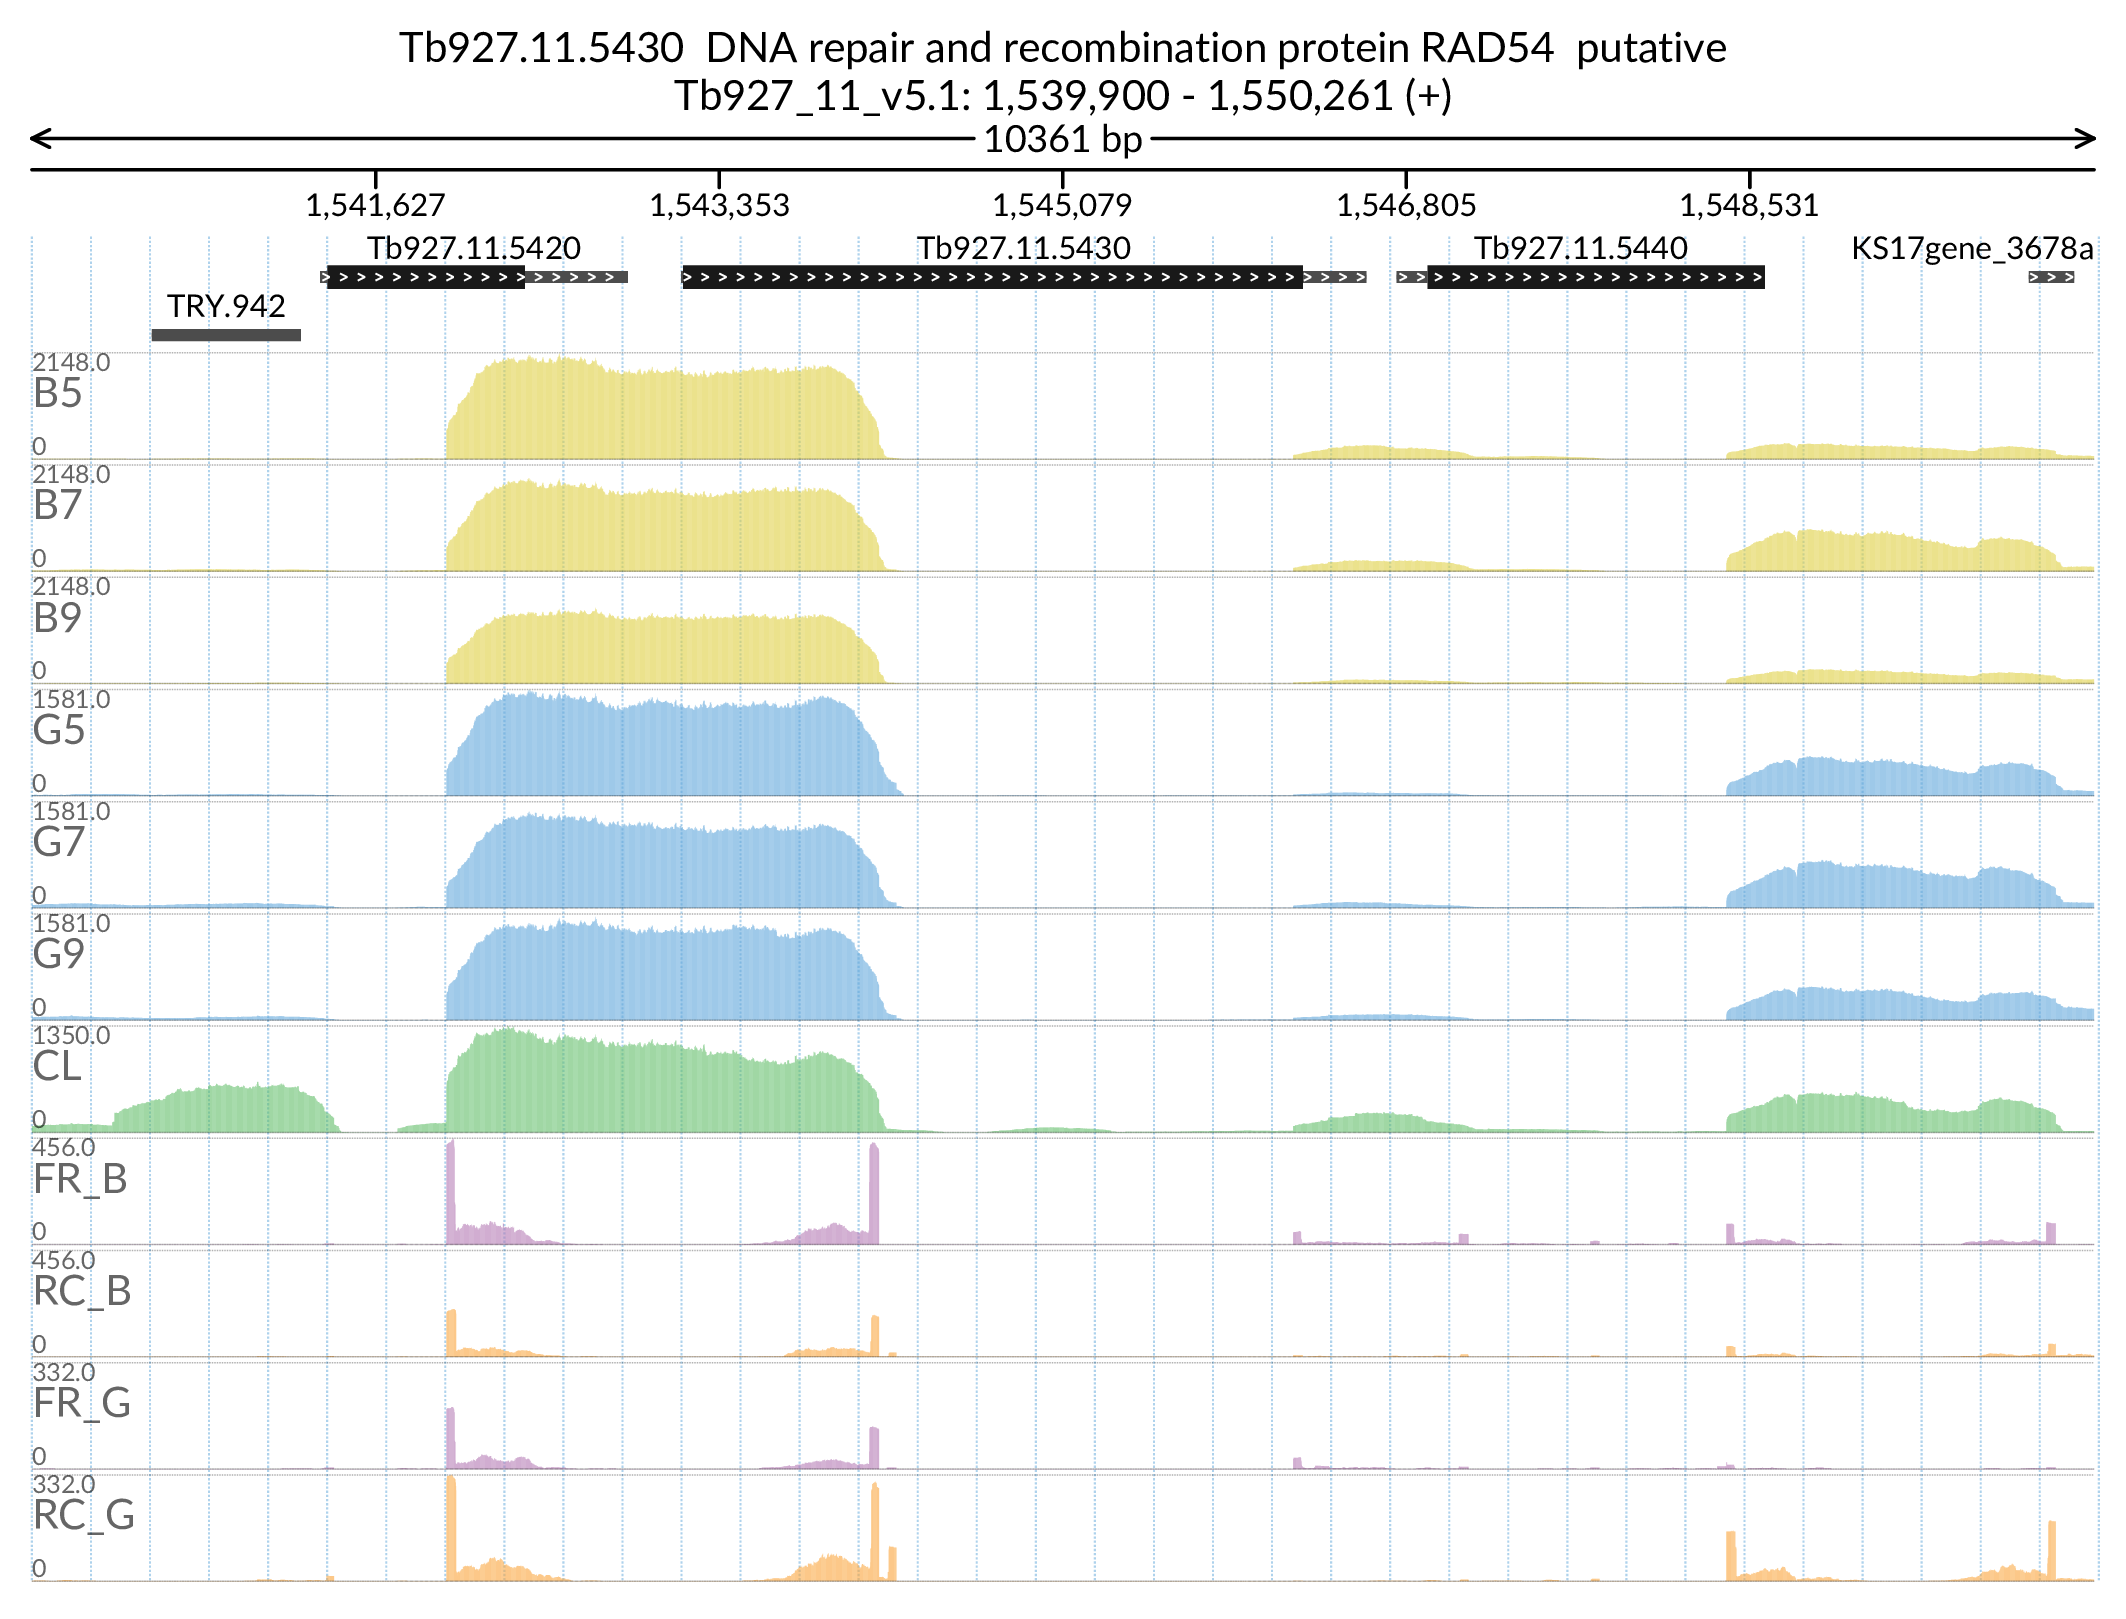 Tb927.11.5430  DNA repair and recombination protein RAD54  putative
Tb927_11_v5.1: 1,539,900 - 1,550,261 (+)
10361 bp
1,541,627 1,543,353 1,545,079 1,546,805 1,548,531
Tb927.11.5420 Tb927.11.5430 Tb927.11.5440 KS17gene_3678a
TRY.942
2148.0
B5
0
2148.0
B7
0
2148.0
B9
0
1581.0
G5
0
1581.0
G7
0
1581.0
G9
0
1350.0
CL
0
456.0
FR_B
0
456.0
RC_B
0
332.0
FR_G
0
332.0
RC_G
0